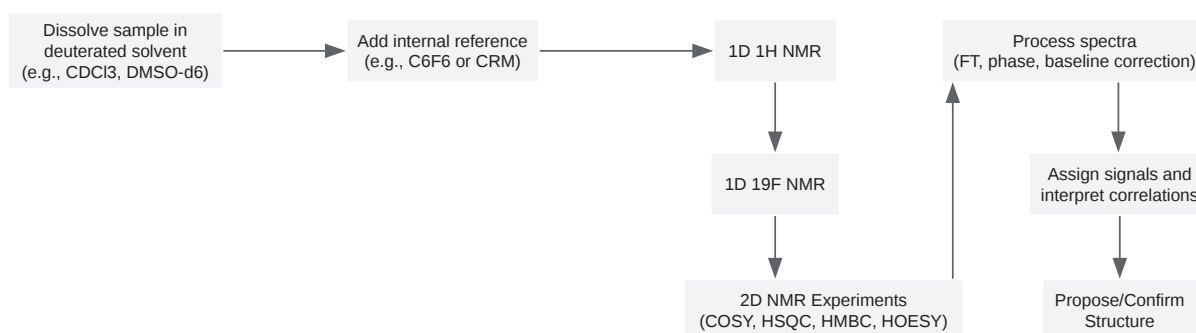 Dissolve sample in
deuterated solvent
(e.g., CDCl3, DMSO-d6)
Add internal reference
(e.g., C6F6 or CRM)
1D 1H NMR
1D 19F NMR
2D NMR Experiments
(COSY, HSQC, HMBC, HOESY)
Process spectra
(FT, phase, baseline correction)
Assign signals and
interpret correlations
Propose/Confirm
Structure